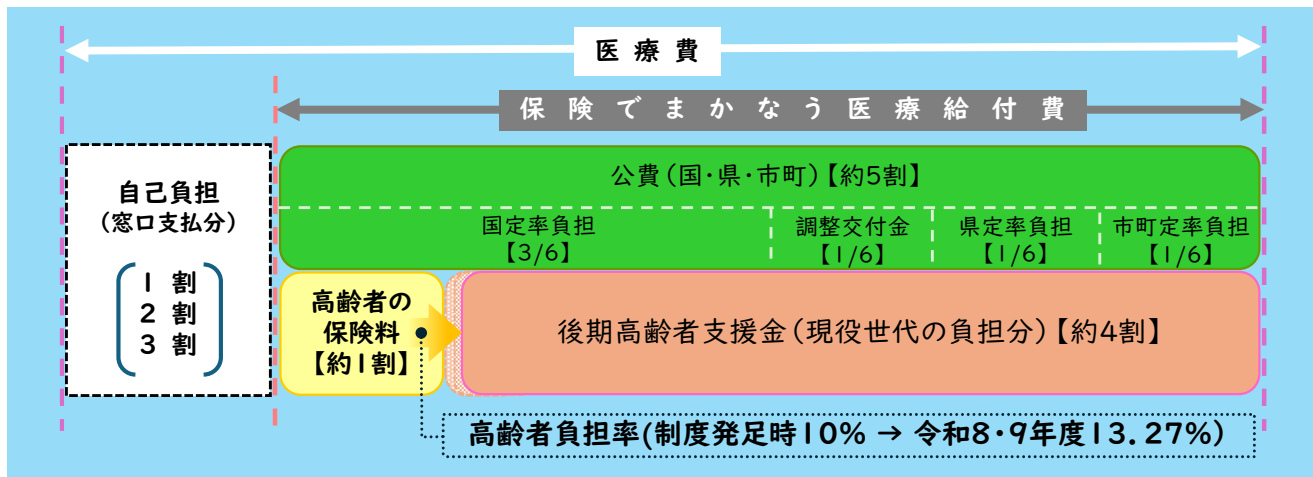 医療費
保険でまかなう医療給付費
自己負担
(窓口支払分)
1割
2割
3割
公費(国・県・市町)【約5割】
国定率負担
【3/6】
調整交付金
【1/6】
県定率負担
【1/6】
市町定率負担
【1/6】
高齢者の
保険料
【約1割】
後期高齢者支援金(現役世代の負担分)【約4割】
高齢者負担率(制度発足時10% → 令和8・9年度13.27%)